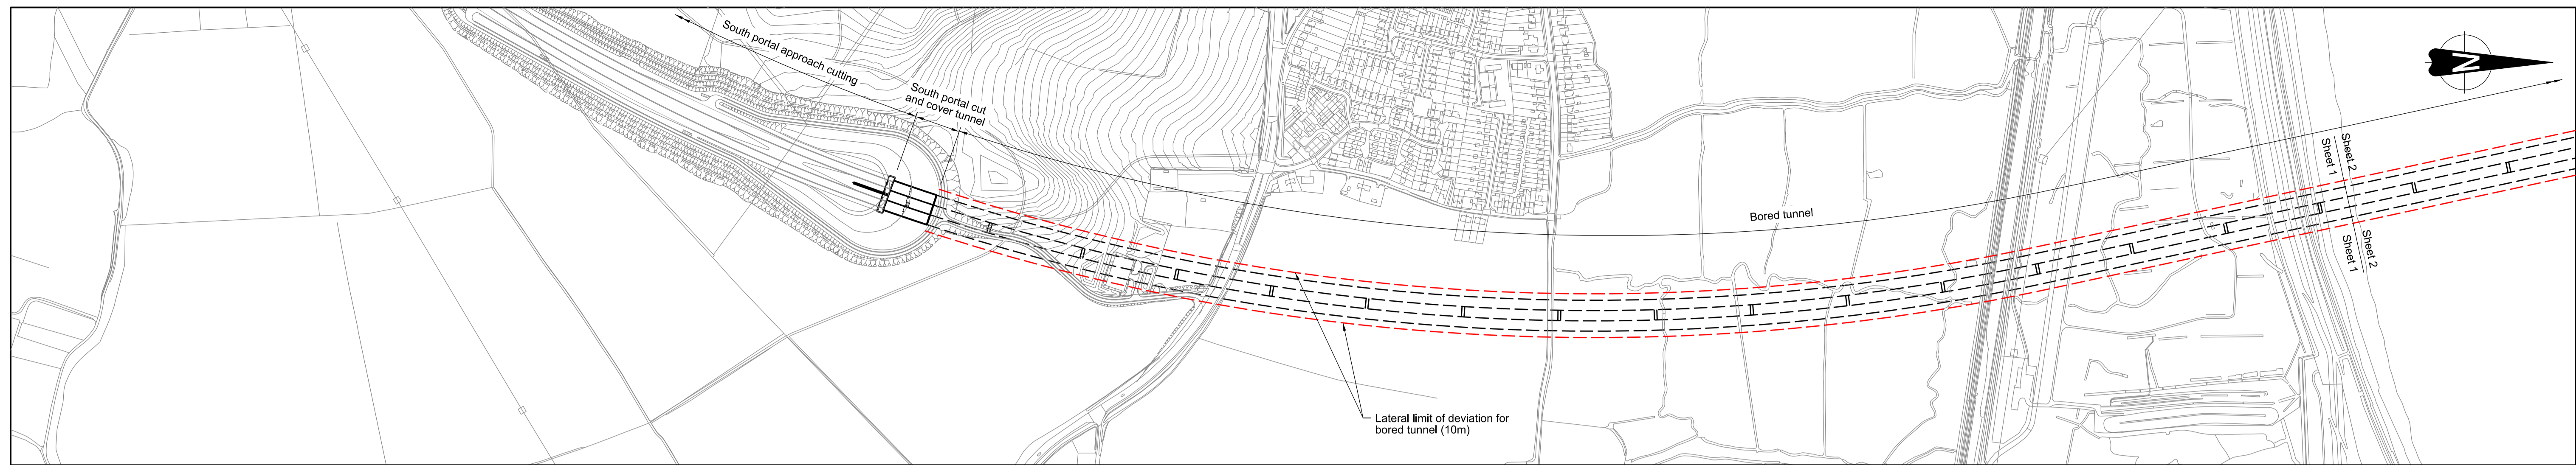 South portal approach cutting
South portal cut
and cover tunnel
N
Bored tunnel
Sheet 2
Sheet 1
Sheet 2
Sheet 1
Lateral limit of deviation for
bored tunnel (10m)